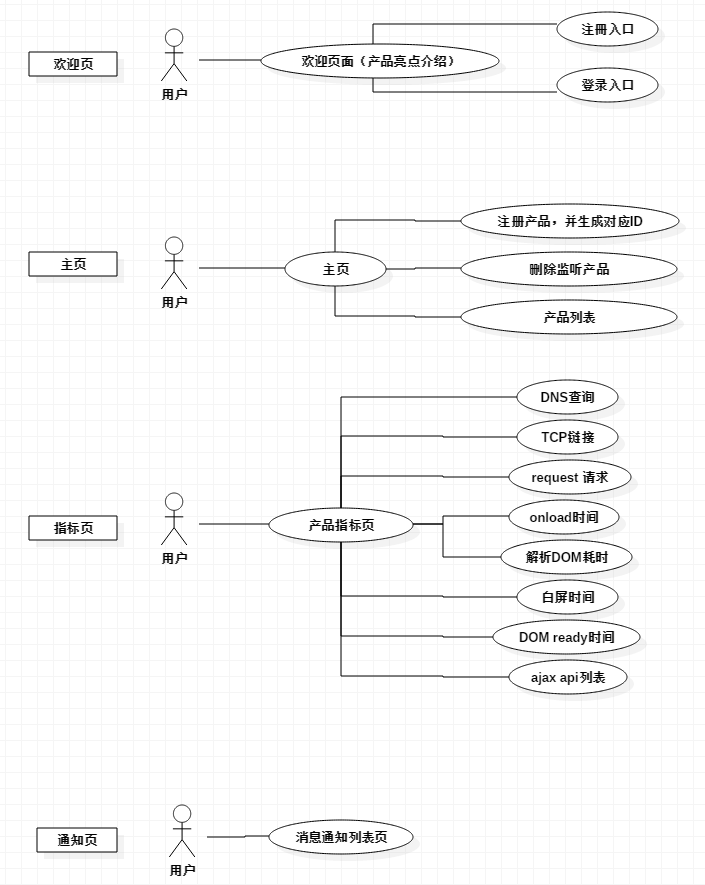 注冊入口
欢迎页
欢迎页面（产品亮点介绍）
登录入口
用户
注册产品，并生成对应ID
主页
主页
删除监听产品
用户
产品列表
DNS查询
TCP链接
request 请求
onload时间
指标页
产品指标页
用户
解析DOM耗时
白屏时间
DOM ready时间
ajax api列表
通知页
消息通知列表页
用户